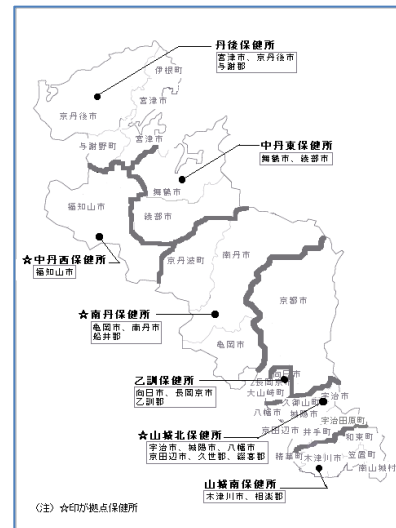 丹後保健所
宮津市、京丹後市
与謝郡
伊根町
宮津市
京丹後市
宮津市
与謝野町
中丹東保健所
舞鶴市、綾部市
舞鶴市
綾部市
福知山市
☆中丹西保健所
福知山市
京丹波町
南丹市
京都市
☆南丹保健所
亀岡市、南丹市
船井郡
亀岡市
乙訓保健所
向日市、長岡京市
乙訓郡
向日市
長岡京市
大山崎町
久御山町
宇治市
八幡市
城陽市
宇治田原町
京田辺市
井手町
☆山城北保健所
宇治市、城陽市、八幡市
京田辺市、久世郡、綴喜郡
和束町
精華町
木津川市
笠置町
南山城村
山城南保健所
木津川市、相楽郡
(注) ☆印が拠点保健所